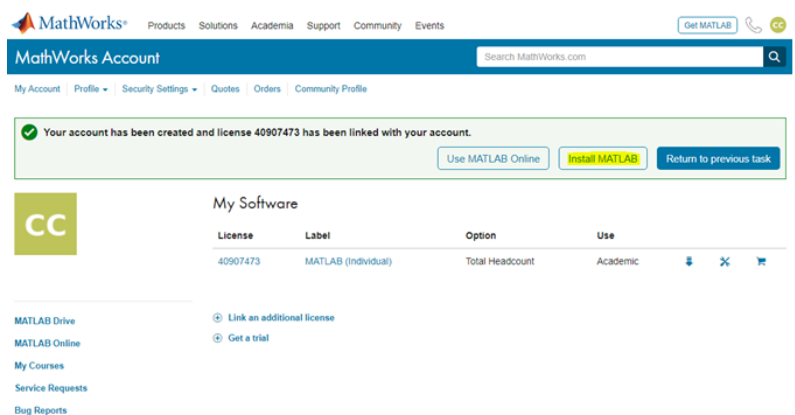 MathWorks® Products Solutions Academia Support Community Events Get MATLAB CC
MathWorks Account Search MathWorks.com
My Account Profile Security Settings Quotes Orders Community Profile
Your account has been created and license 40907473 has been linked with your account.
Use MATLAB Online Install MATLAB Return to previous task
CC
My Software
License Label Option Use
40907473 MATLAB (Individual) Total Headcount Academic
Link an additional license
Get a trial
MATLAB Drive
MATLAB Online
My Courses
Service Requests
Bug Reports